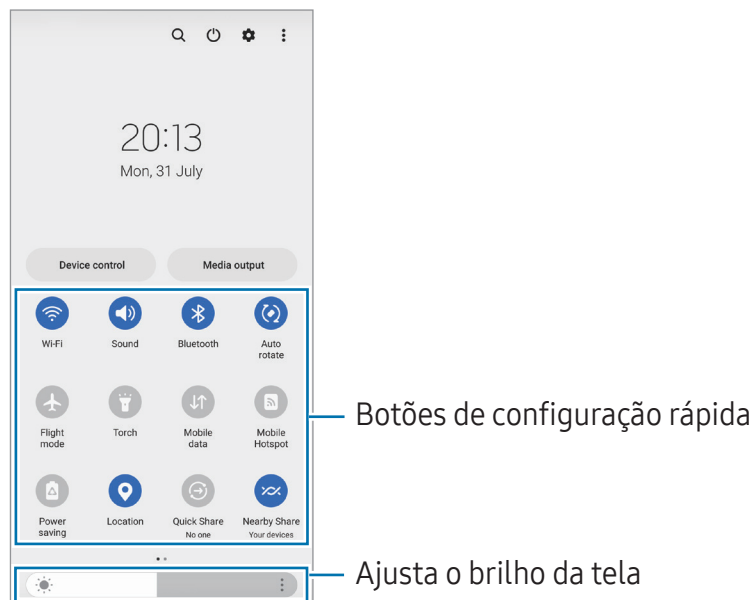 20:13
Mon, 31 July
Device control Media output
Wi-Fi Sound Bluetooth Auto
rotate
Flight
mode Torch Mobile
data Mobile
Hotspot
Power
saving Location Quick Share
No one Nearby Share
Your devices
Botões de configuração rápida
Ajusta o brilho da tela